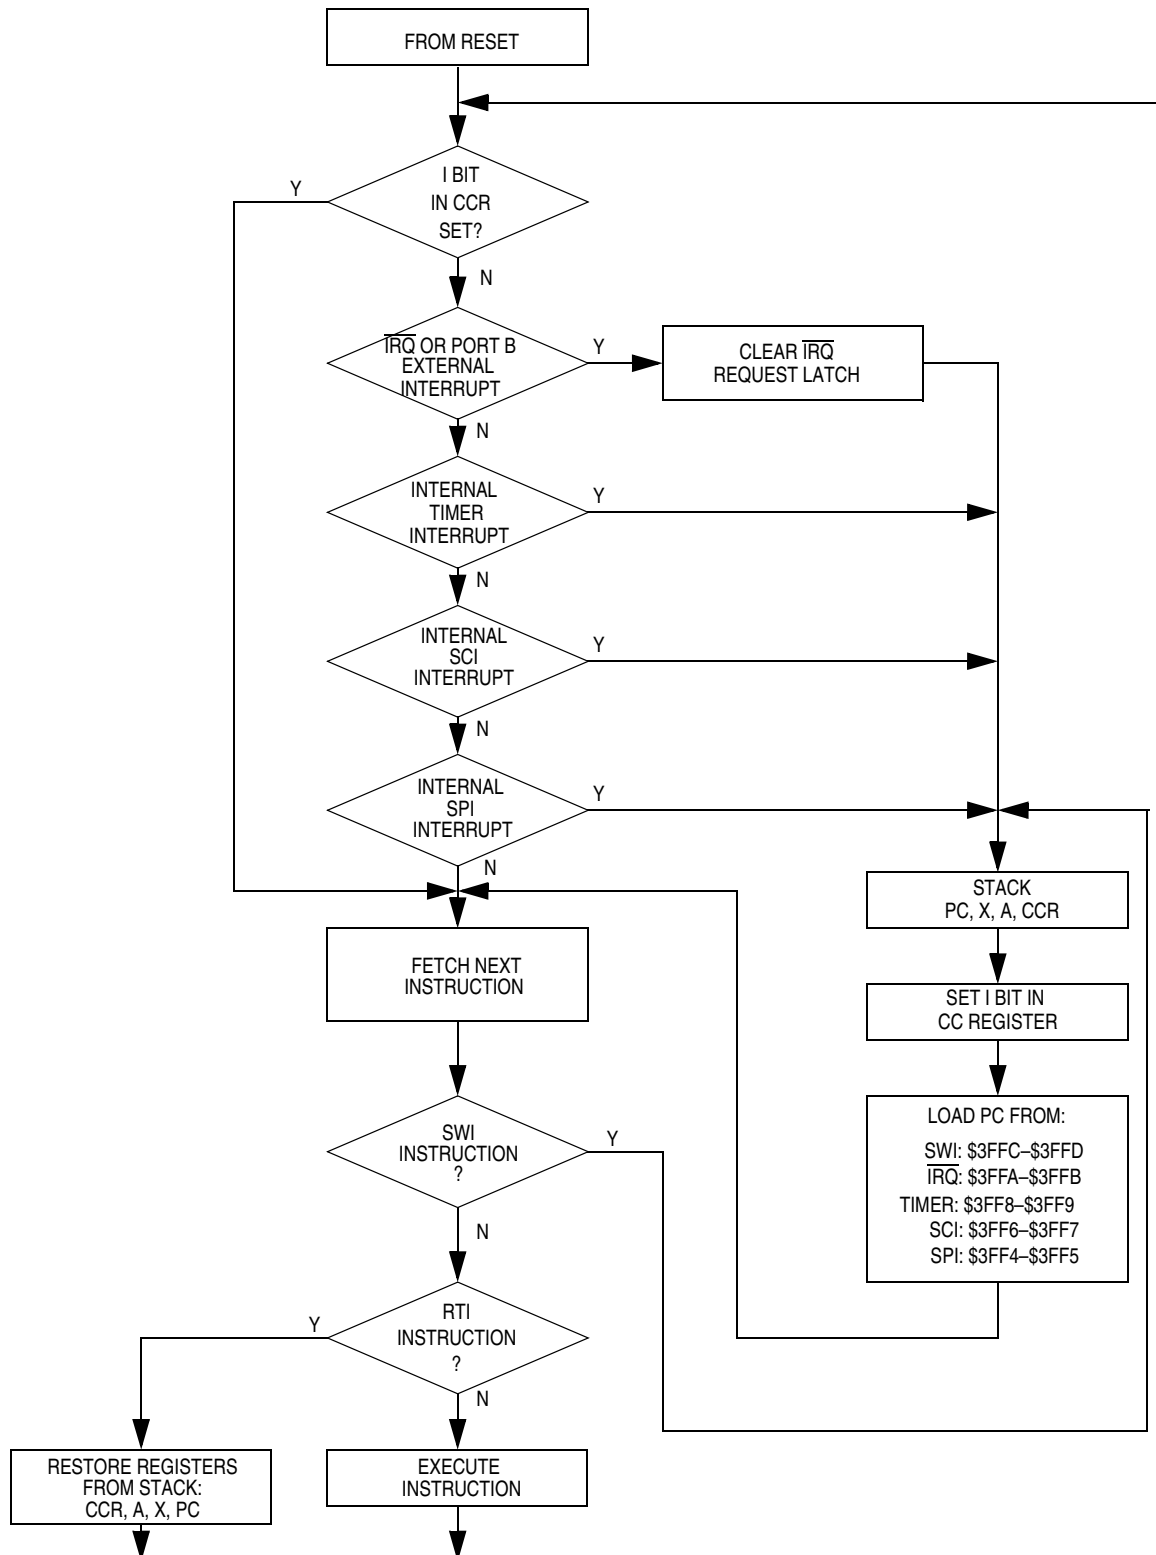 FROM RESET
I BIT
IN CCR
SET?
Y
N
IRQ OR PORT B
EXTERNAL
INTERRUPT
Y
CLEAR IRQ
REQUEST LATCH
N
INTERNAL
TIMER
INTERRUPT
Y
N
INTERNAL
SCI
INTERRUPT
Y
N
INTERNAL
SPI
INTERRUPT
Y
N
STACK
PC, X, A, CCR
FETCH NEXT
INSTRUCTION
SET I BIT IN
CC REGISTER
LOAD PC FROM:
SWI: $3FFC–$3FFD
IRQ: $3FFA–$3FFB
TIMER: $3FF8–$3FF9
SCI: $3FF6–$3FF7
SPI: $3FF4–$3FF5
SWI
INSTRUCTION
?
Y
N
RTI
INSTRUCTION
?
Y
N
RESTORE REGISTERS
FROM STACK:
CCR, A, X, PC
EXECUTE
INSTRUCTION